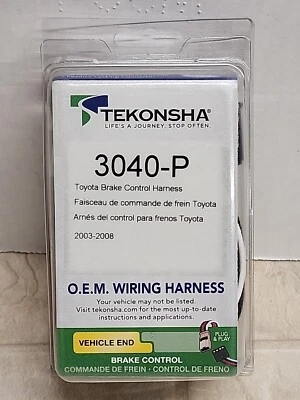 TEKONSHA®
LIFE'S A JOURNEY. STOP OFTEN.
3040-P
Toyota Brake Control Harness
Faisceau de commande de frein Toyota
Arnés del control para frenos Toyota
2003-2008
O.E.M. WIRING HARNESS
Your vehicle may not be listed.
Visit tekonsha.com for the most up-to-date
instructions and applications.
VEHICLE END
PLUG
& PLAY
BRAKE CONTROL
COMMANDE DE FREIN • CONTROL DE FRENO